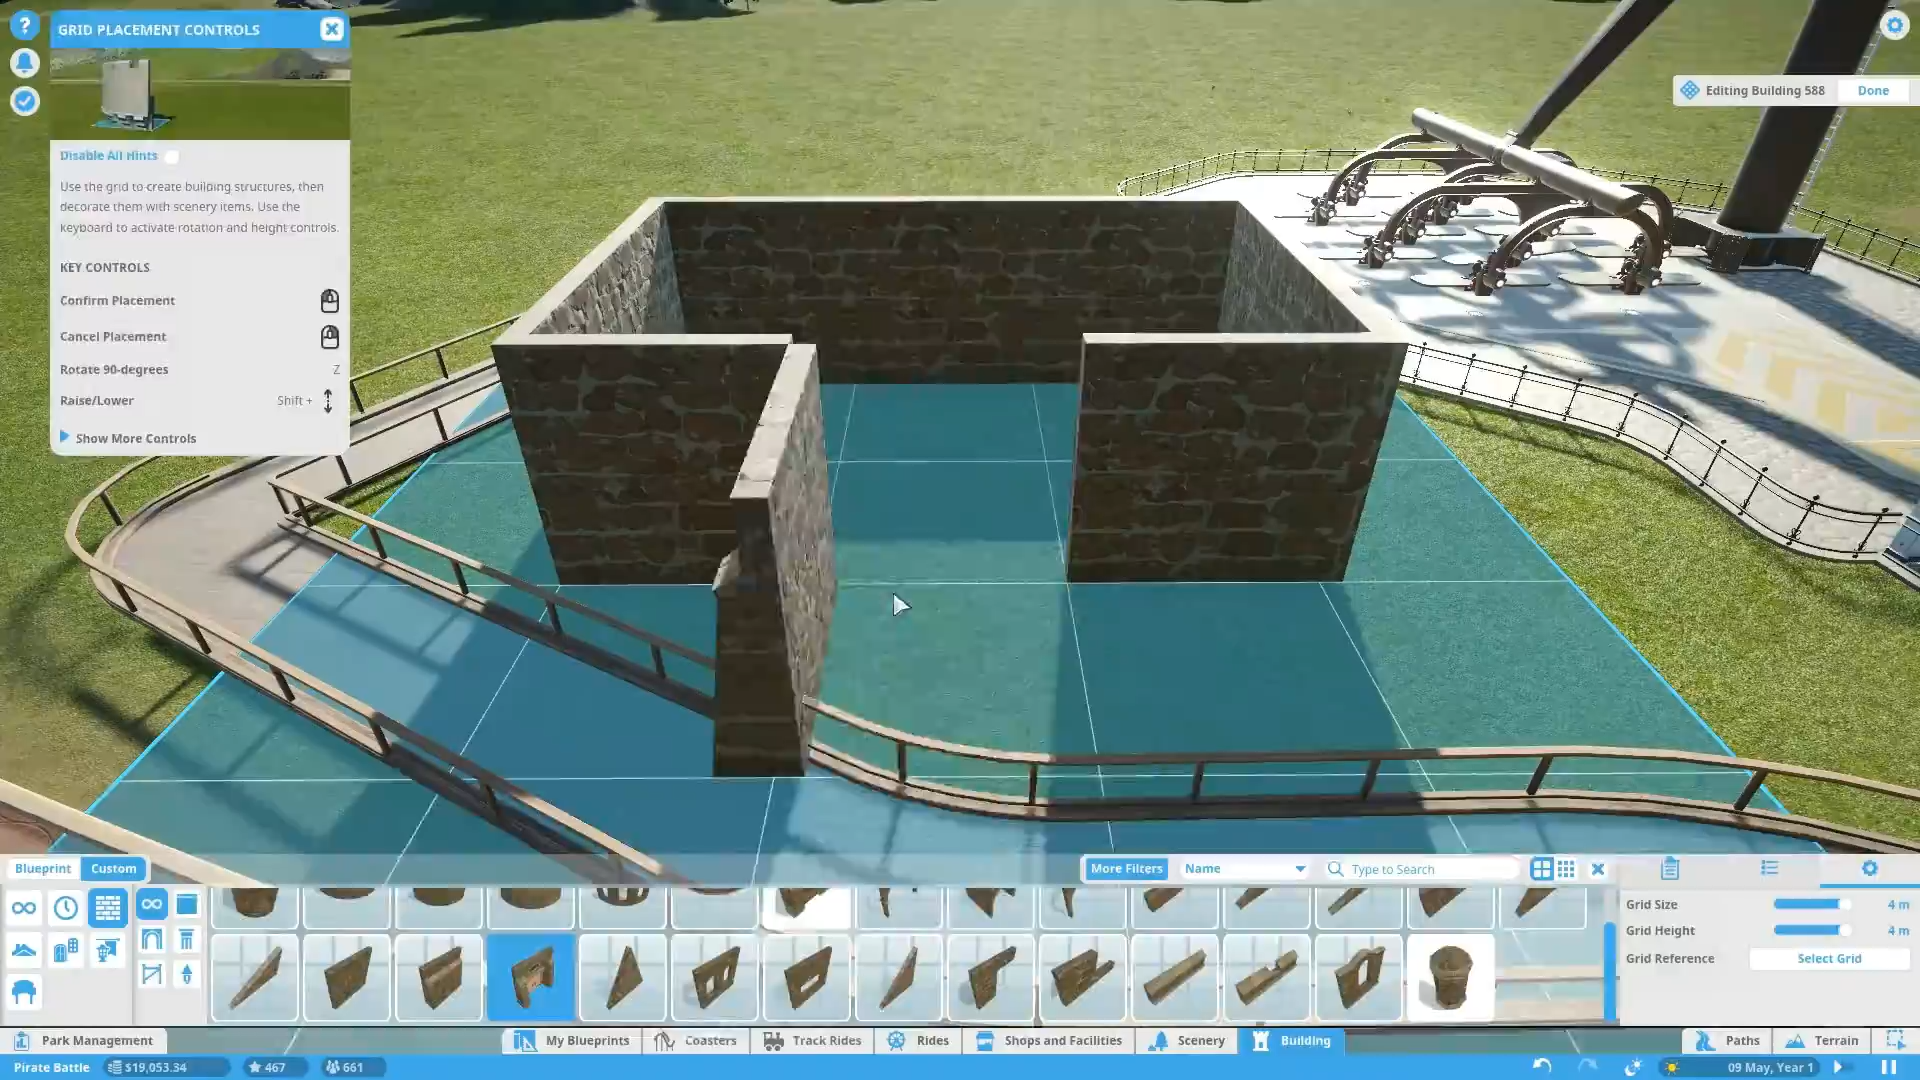 GRID PLACEMENT CONTROLS
Disable All Hints
Use the grid to create building structures, then
decorate them with scenery items. Use the
keyboard to activate rotation and height controls.
KEY CONTROLS
Confirm Placement
Cancel Placement
Rotate 90-degrees Z
Raise/Lower Shift +
Show More Controls
Editing Building 588 Done
Blueprint Custom
More Filters Name Type to Search
Grid Size 4 m
Grid Height 4 m
Grid Reference Select Grid
Park Management My Blueprints Coasters Track Rides Rides Shops and Facilities Scenery Building Paths Terrain
Pirate Battle $19,053.34 467 661 09 May, Year 1